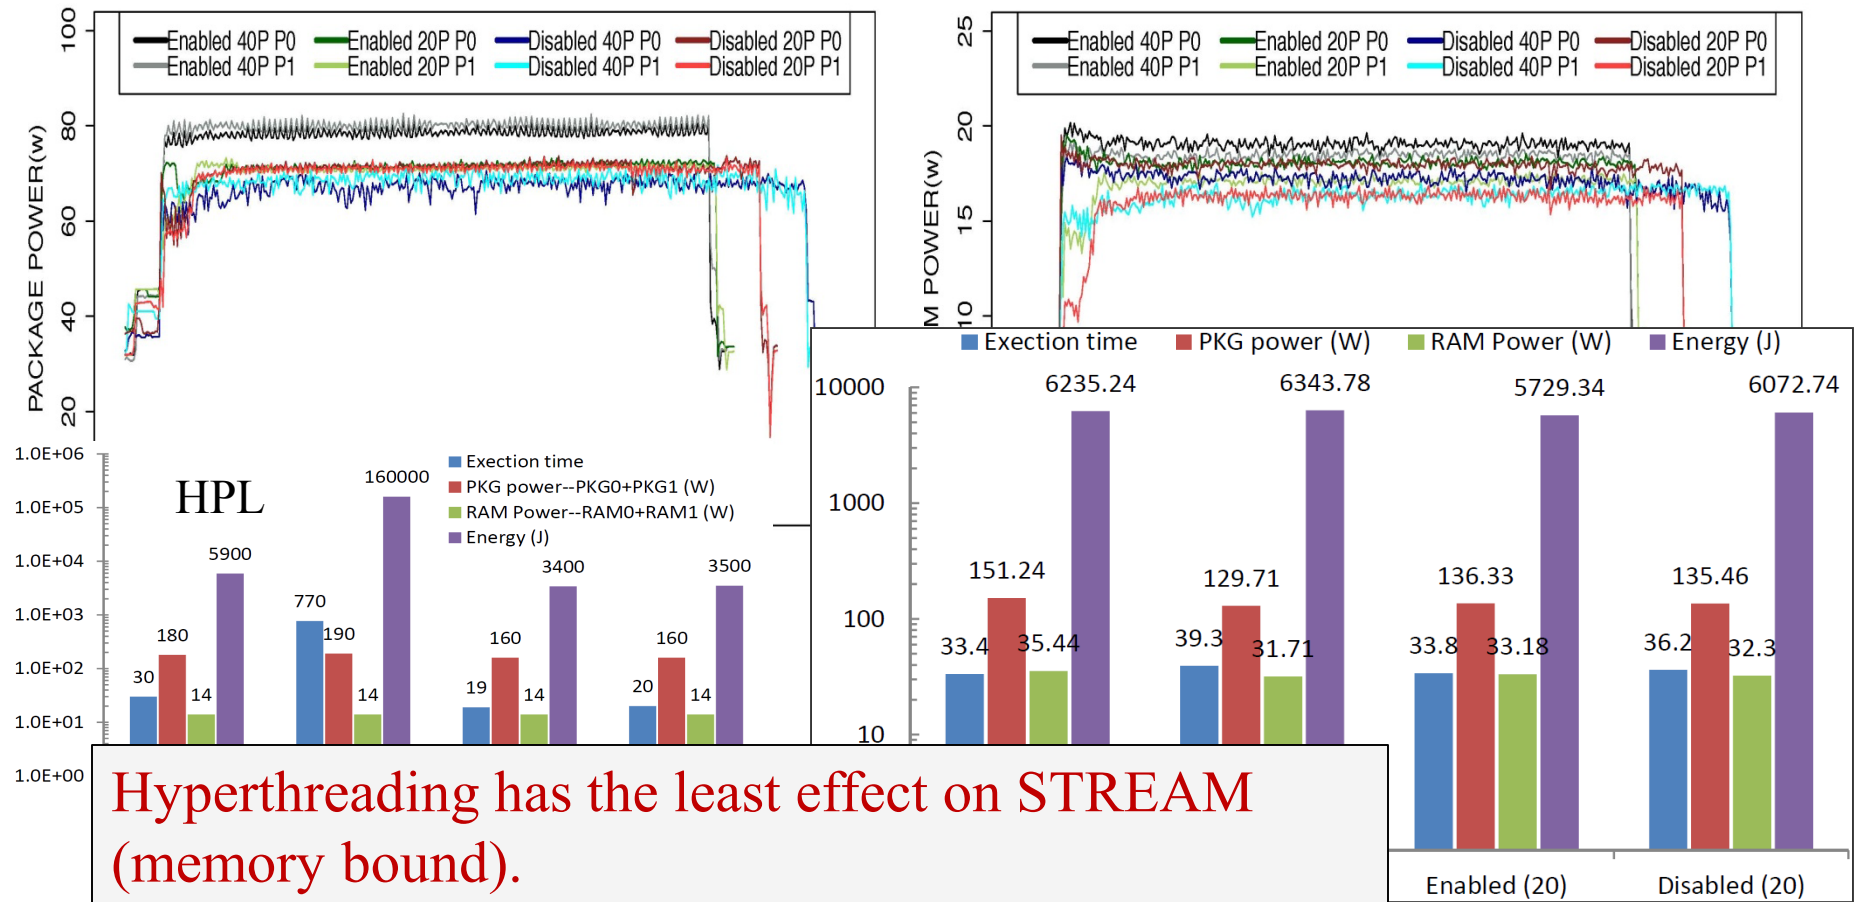 100
80
60
40
20
PACKAGE POWER(w)
Enabled 40P P0 Enabled 20P P0 Disabled 40P P0 Disabled 20P P0
Enabled 40P P1 Enabled 20P P1 Disabled 40P P1 Disabled 20P P1
25
20
15
10
M POWER(w)
Enabled 40P P0 Enabled 20P P0 Disabled 40P P0 Disabled 20P P0
Enabled 40P P1 Enabled 20P P1 Disabled 40P P1 Disabled 20P P1
HPL
Exection time
PKG power--PKG0+PKG1 (W)
RAM Power--RAM0+RAM1 (W)
Energy (J)
1.0E+06
1.0E+05
1.0E+04
1.0E+03
1.0E+02
1.0E+01
1.0E+00
30 180 14 5900
770 190 14 160000
19 160 14 3400
20 160 14 3500
Exection time PKG power (W) RAM Power (W) Energy (J)
10000
1000
100
10
33.4 151.24 35.44 6235.24
39.3 129.71 31.71 6343.78
33.8 136.33 33.18 5729.34
36.2 135.46 32.3 6072.74
Enabled (20) Disabled (20)
Hyperthreading has the least effect on STREAM
(memory bound).